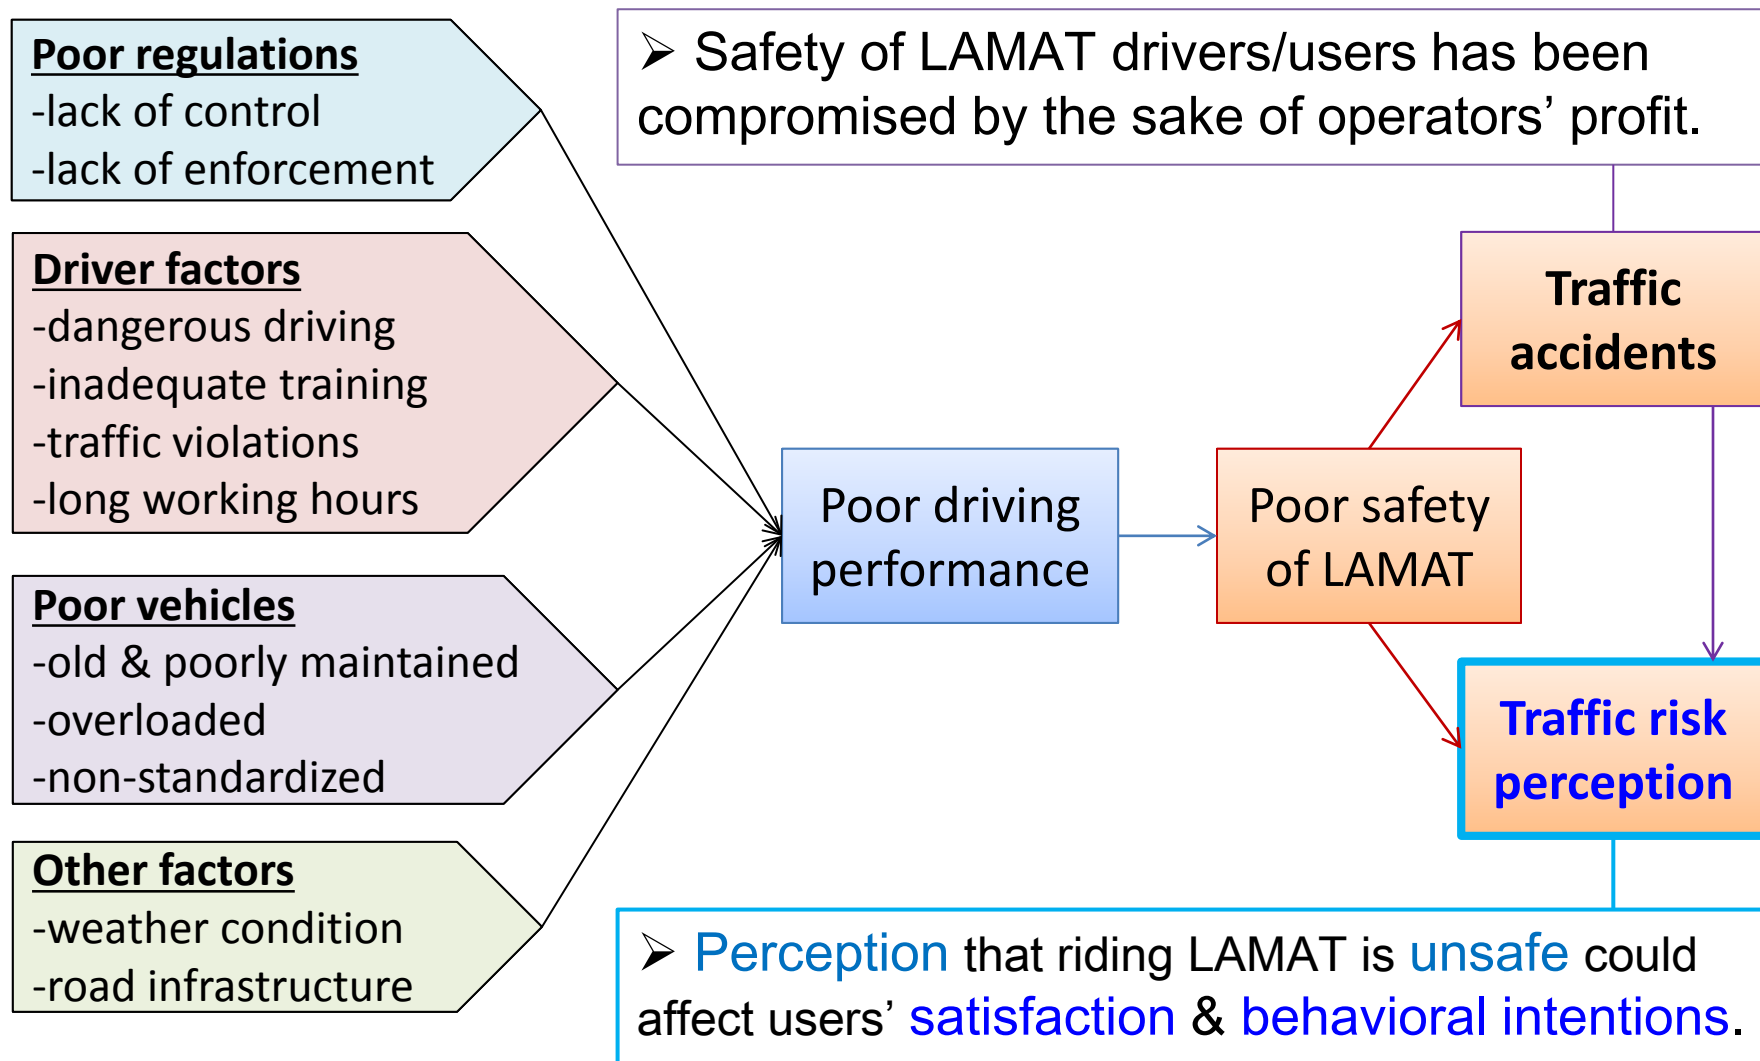 Poor regulations
-lack of control
-lack of enforcement
Driver factors
-dangerous driving
-inadequate training
-traffic violations
-long working hours
Poor vehicles
-old & poorly maintained
-overloaded
-non-standardized
Other factors
-weather condition
-road infrastructure
➢ Safety of LAMAT drivers/users has been
compromised by the sake of operators’ profit.
Poor driving
performance
Poor safety
of LAMAT
Traffic
accidents
Traffic risk
perception
➢ Perception that riding LAMAT is unsafe could
affect users’ satisfaction & behavioral intentions.